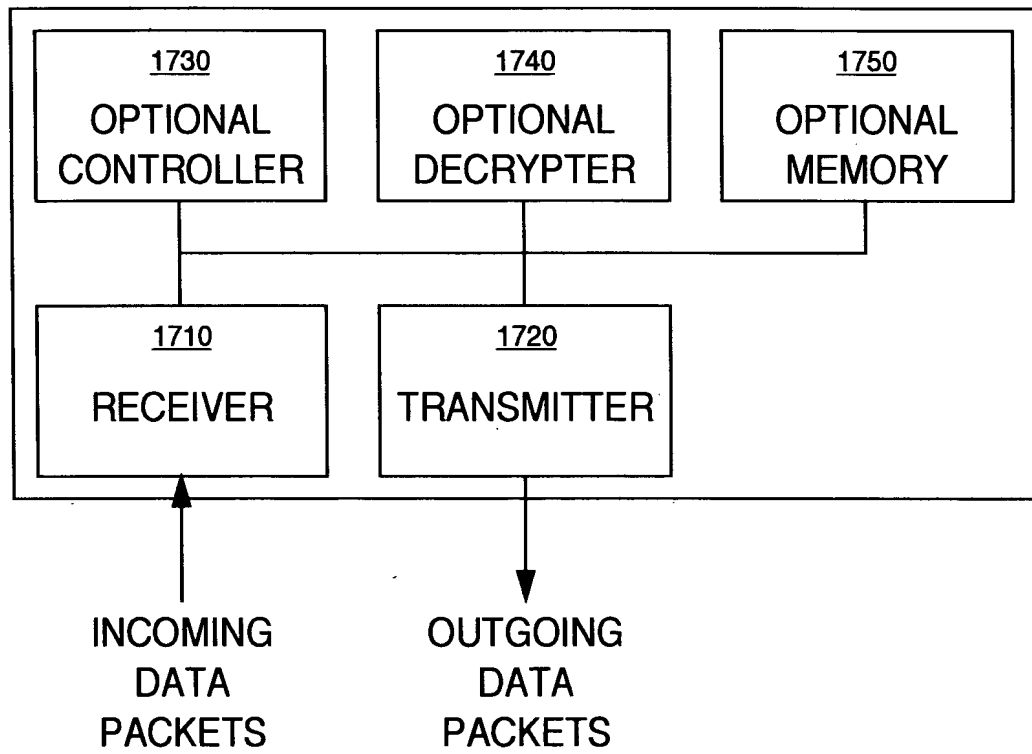 1730
OPTIONAL
CONTROLLER
1740
OPTIONAL
DECRYPTER
1750
OPTIONAL
MEMORY
1710
RECEIVER
1720
TRANSMITTER
INCOMING
DATA
PACKETS
OUTGOING
DATA
PACKETS